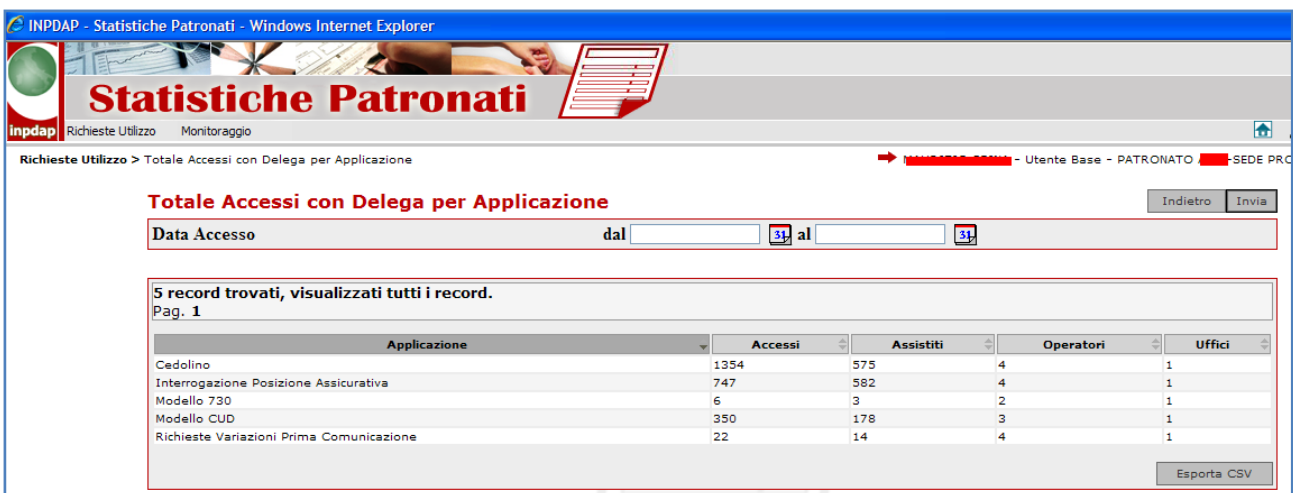 INPDAP - Statistiche Patronati - Windows Internet Explorer
Statistiche Patronati
inpdap Richieste Utilizzo Monitoraggio
Richieste Utilizzo > Totale Accessi con Delega per Applicazione - Utente Base - PATRONATO -SEDE PRO
Totale Accessi con Delega per Applicazione Indietro Invia
Data Accesso dal 31 al 31
5 record trovati, visualizzati tutti i record.
Pag. 1
Applicazione Accessi Assistiti Operatori Uffici
Cedolino 1354 575 4 1
Interrogazione Posizione Assicurativa 747 582 4 1
Modello 730 6 3 2 1
Modello CUD 350 178 3 1
Richieste Variazioni Prima Comunicazione 22 14 4 1
Esporta CSV